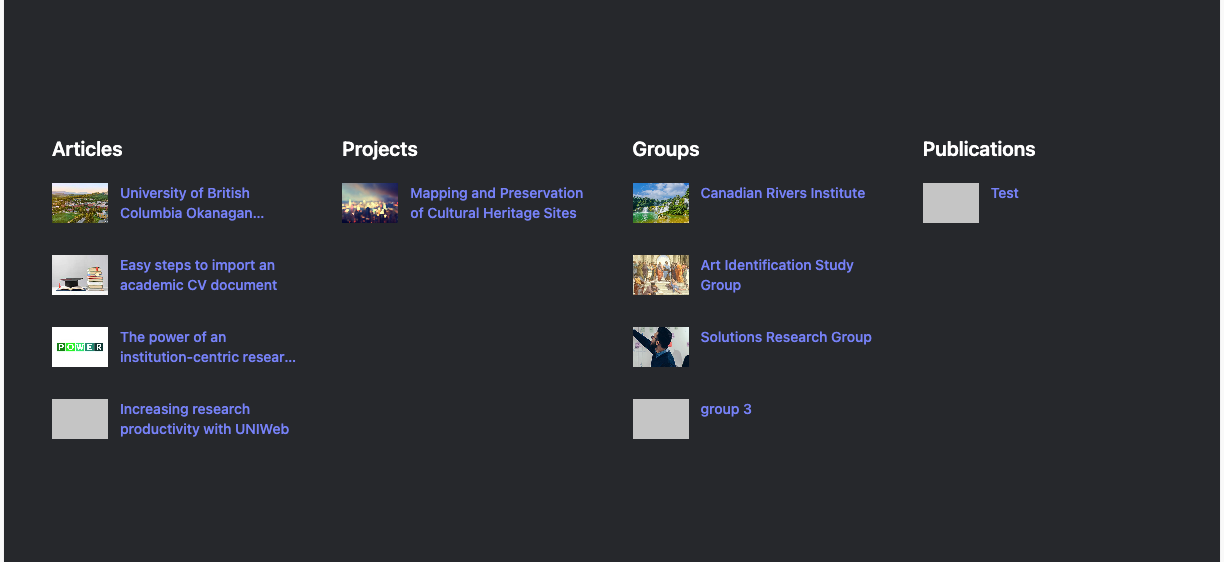 Articles
University of British
Columbia Okanagan...
Easy steps to import an
academic CV document
POWER
The power of an
institution-centric resear...
Increasing research
productivity with UNIWeb
Projects
Mapping and Preservation
of Cultural Heritage Sites
Groups
Canadian Rivers Institute
Art Identification Study
Group
Solutions Research Group
group 3
Publications
Test